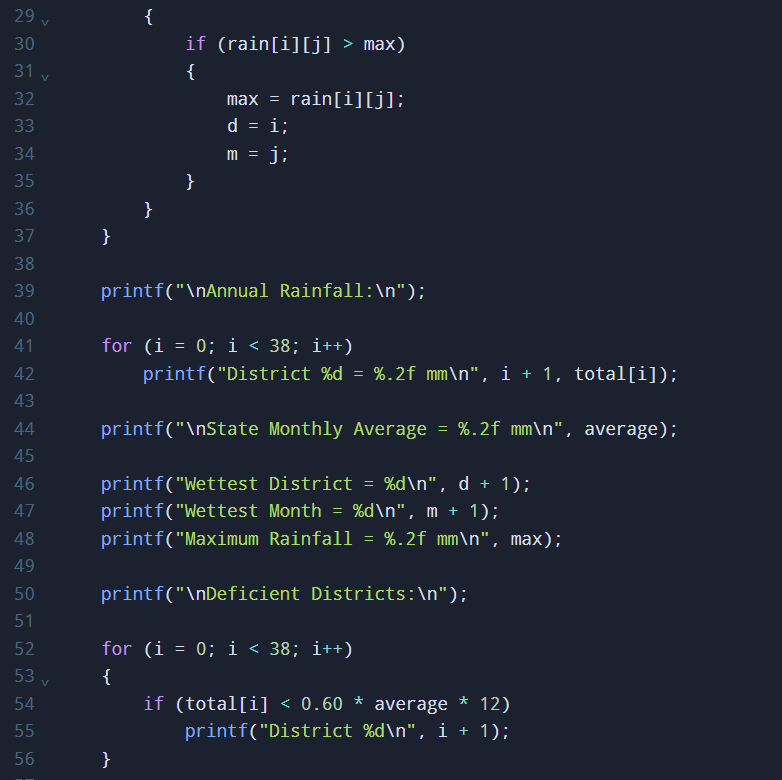 29 {
30 if (rain[i][j] > max)
31 {
32 max = rain[i][j];
33 d = i;
34 m = j;
35 }
36 }
37 }
38
39 printf("\nAnnual Rainfall:\n");
40
41 for (i = 0; i < 38; i++)
42 printf("District %d = %.2f mm\n", i + 1, total[i]);
43
44 printf("\nState Monthly Average = %.2f mm\n", average);
45
46 printf("Wettest District = %d\n", d + 1);
47 printf("Wettest Month = %d\n", m + 1);
48 printf("Maximum Rainfall = %.2f mm\n", max);
49
50 printf("\nDeficient Districts:\n");
51
52 for (i = 0; i < 38; i++)
53 {
54 if (total[i] < 0.60 * average * 12)
55 printf("District %d\n", i + 1);
56 }